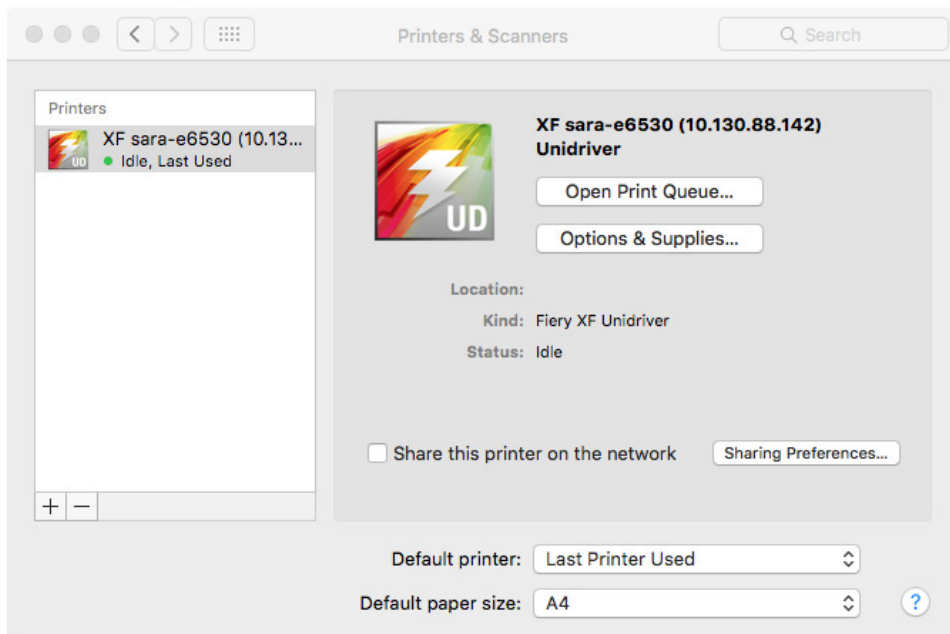 Printers & Scanners
Search
Printers
XF sara-e6530 (10.13...
UD
Idle, Last Used
UD
XF sara-e6530 (10.130.88.142)
Unidriver
Open Print Queue...
Options & Supplies...
Location:
Kind: Fiery XF Unidriver
Status: Idle
Share this printer on the network
Sharing Preferences...
+ −
Default printer: Last Printer Used
Default paper size: A4
?